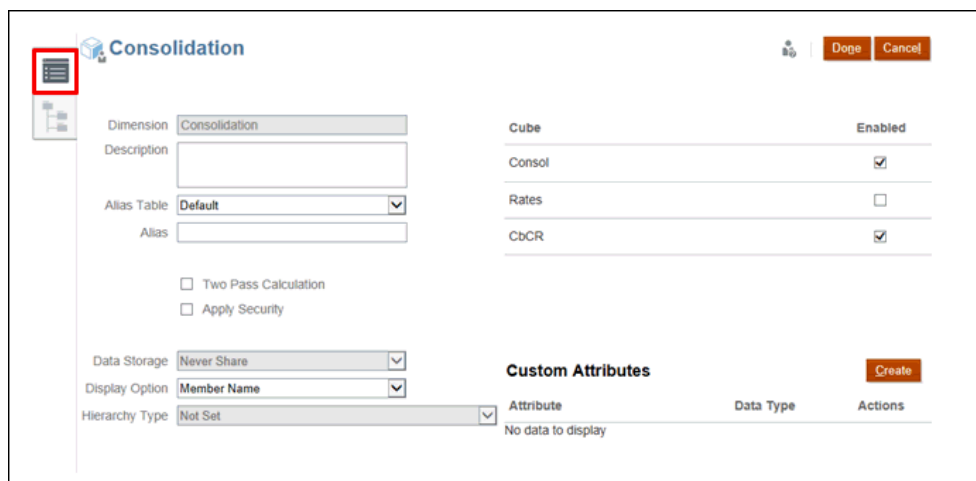 Consolidation
Done
Cancel
Dimension Consolidation
Description
Alias Table Default
Alias
Two Pass Calculation
Apply Security
Data Storage Never Share
Display Option Member Name
Hierarchy Type Not Set
Cube Enabled
Consol
Rates
CbCR
Custom Attributes Create
Attribute Data Type Actions
No data to display